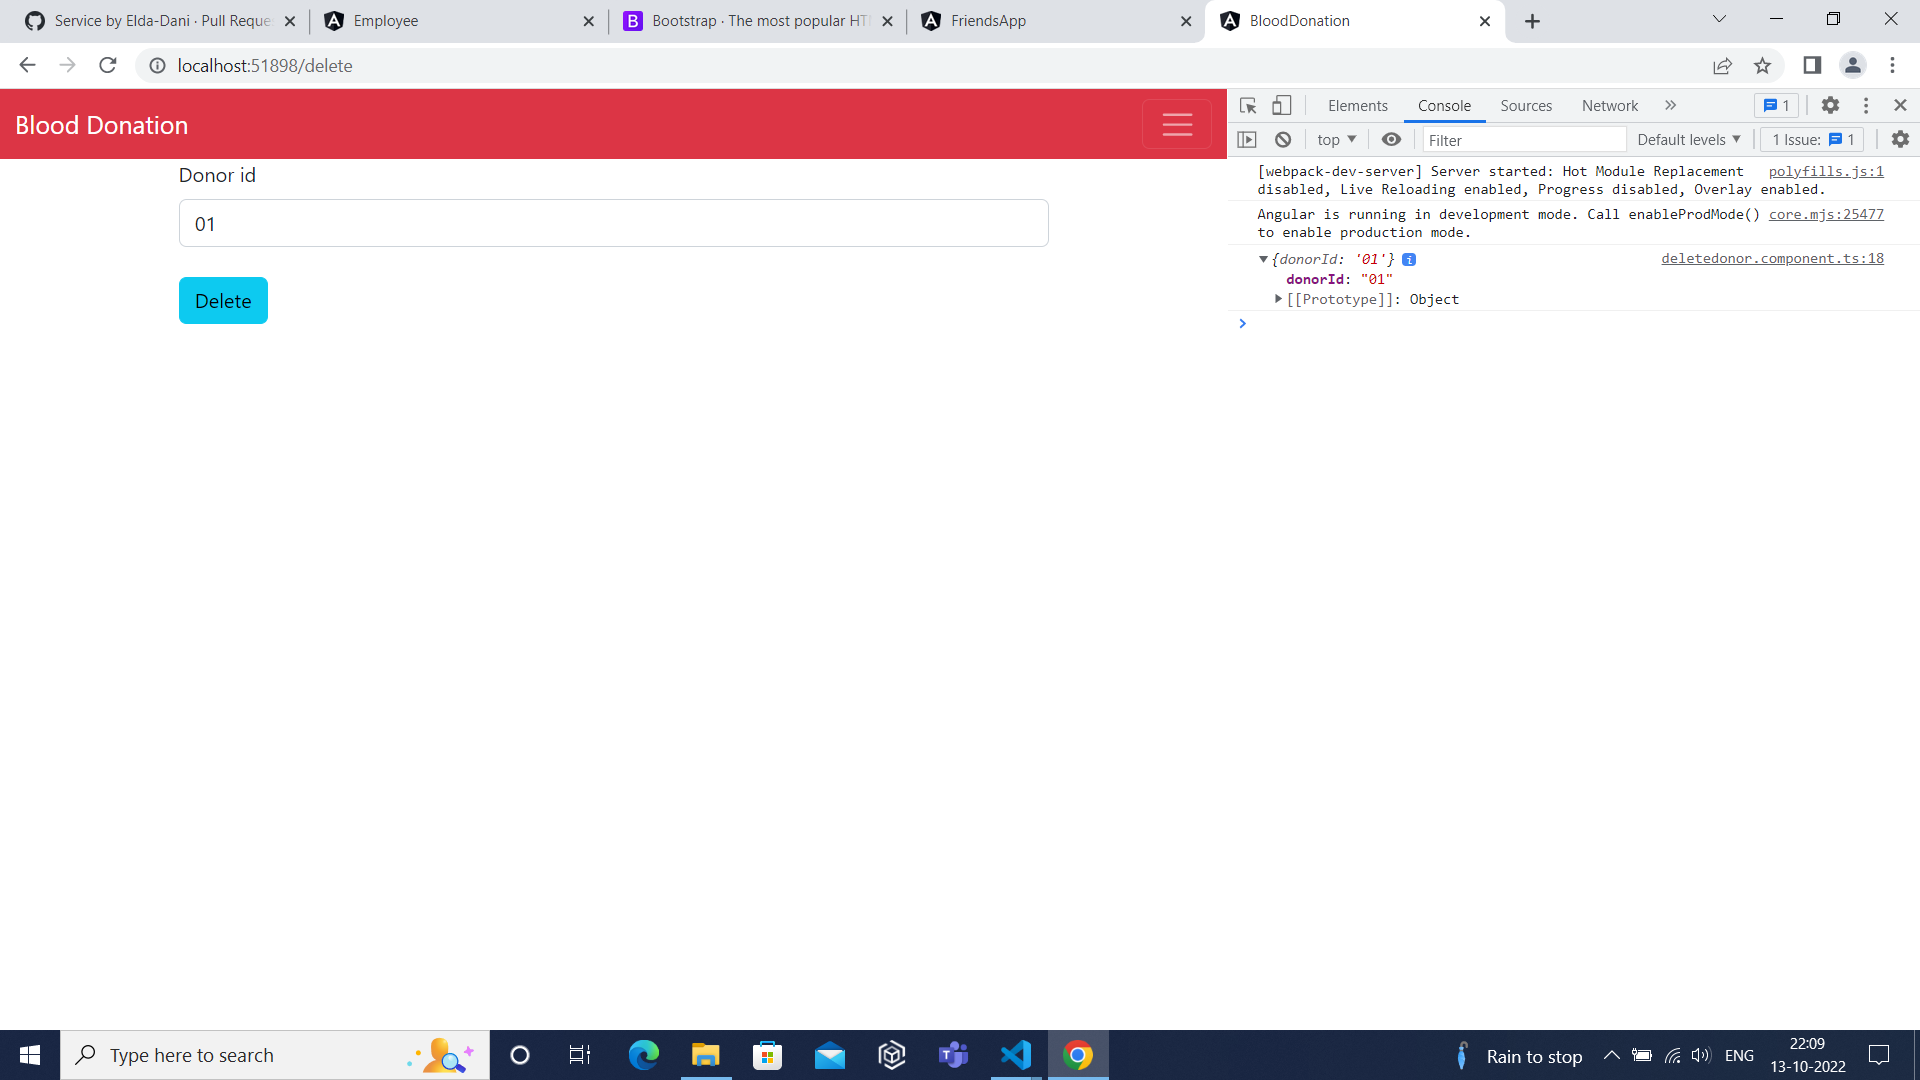 Service by Elda-Dani · Pull Reques
Employee
Bootstrap · The most popular HT
FriendsApp
BloodDonation
localhost:51898/delete
Blood Donation
Donor id
01
Delete
Elements
Console
Sources
Network
1
top
Filter
Default levels
1 Issue:
1
[webpack-dev-server] Server started: Hot Module Replacement polyfills.js:1
disabled, Live Reloading enabled, Progress disabled, Overlay enabled.
Angular is running in development mode. Call enableProdMode() core.mjs:25477
to enable production mode.
{donorId: '01'} deletedonor.component.ts:18
donorId: "01"
[[Prototype]]: Object
Type here to search
Rain to stop
ENG
22:09
13-10-2022